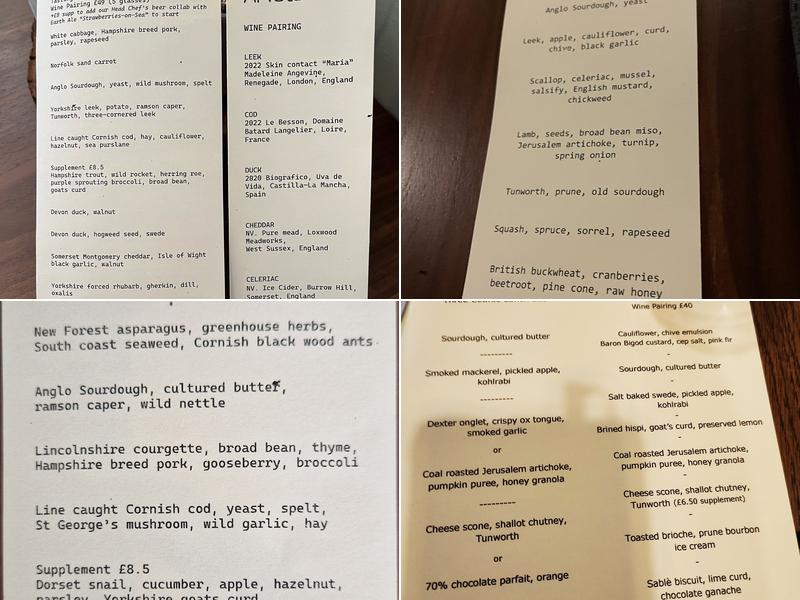 Wine Pairing £49 (5 glasses)
+£8 supp to add our Head Chef's beer collab with
Earth Ale "Strawberries-on-Sea" to start
White cabbage, Hampshire breed pork,
parsley, rapeseed
Norfolk sand carrot
Anglo Sourdough, yeast, wild mushroom, spelt
Yorkshire leek, potato, ramson caper,
Tunworth, three-cornered leek
Line caught Cornish cod, hay, cauliflower,
hazelnut, sea purslane
Supplement £8.5
Hampshire trout, wild rocket, herring roe,
purple sprouting broccoli, broad bean,
goats curd
Devon duck, walnut
Devon duck, hogweed seed, swede
Somerset Montgomery cheddar, Isle of Wight
black garlic, walnut
Yorkshire forced rhubarb, gherkin, dill,
oxalis
WINE PAIRING
LEEK
2022 Skin contact "Maria"
Madeleine Angevine,
Renegade, London, England
COD
2022 Le Besson, Domaine
Batard Langelier, Loire,
France
DUCK
2020 Biografico, Uva de
Vida, Castilla-La Mancha,
Spain
CHEDDAR
NV. Pure mead, Loxwood
Meadworks,
West Sussex, England
CELERIAC
NV. Ice Cider, Burrow Hill,
Somerset, England
Anglo Sourdough, yeast
Leek, apple, cauliflower, curd,
chive, black garlic
Scallop, celeriac, mussel,
salsify, English mustard,
chickweed
Lamb, seeds, broad bean miso,
Jerusalem artichoke, turnip,
spring onion
Tunworth, prune, old sourdough
Squash, spruce, sorrel, rapeseed
British buckwheat, cranberries,
beetroot, pine cone, raw honey
New Forest asparagus, greenhouse herbs,
South coast seaweed, Cornish black wood ants
Anglo Sourdough, cultured butter,
ramson caper, wild nettle
Lincolnshire courgette, broad bean, thyme,
Hampshire breed pork, gooseberry, broccoli
Line caught Cornish cod, yeast, spelt,
St George's mushroom, wild garlic, hay
Supplement £8.5
Dorset snail, cucumber, apple, hazelnut,
parsley, Yorkshire goats curd
Sourdough, cultured butter
---------
Smoked mackerel, pickled apple,
kohlrabi
---------
Dexter onglet, crispy ox tongue,
smoked garlic
or
Coal roasted Jerusalem artichoke,
pumpkin puree, honey granola
---------
Cheese scone, shallot chutney,
Tunworth
or
70% chocolate parfait, orange
Wine Pairing £40
Cauliflower, chive emulsion
Baron Bigod custard, cep salt, pink fir
-
Sourdough, cultured butter
-
Salt baked swede, pickled apple,
kohlrabi
-
Brined hispi, goat's curd, preserved lemon
-
Coal roasted Jerusalem artichoke,
pumpkin puree, honey granola
-
Cheese scone, shallot chutney,
Tunworth (£6.50 supplement)
-
Toasted brioche, prune bourbon
ice cream
-
Sablè biscuit, lime curd,
chocolate ganache